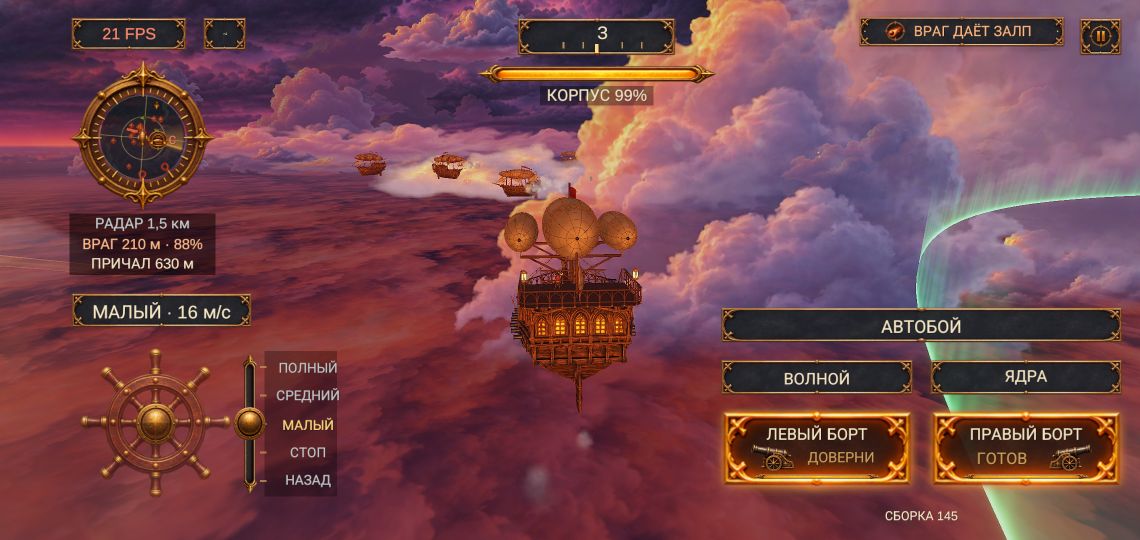 21 FPS
З
ВРАГ ДАЁТ ЗАЛП
КОРПУС 99%
РАДАР 1,5 км
ВРАГ 210 м · 88%
ПРИЧАЛ 630 м
МАЛЫЙ · 16 м/с
ПОЛНЫЙ
СРЕДНИЙ
МАЛЫЙ
СТОП
НАЗАД
АВТОБОЙ
ВОЛНОЙ
ЯДРА
ЛЕВЫЙ БОРТ
ДОВЕРНИ
ПРАВЫЙ БОРТ
ГОТОВ
СБОРКА 145